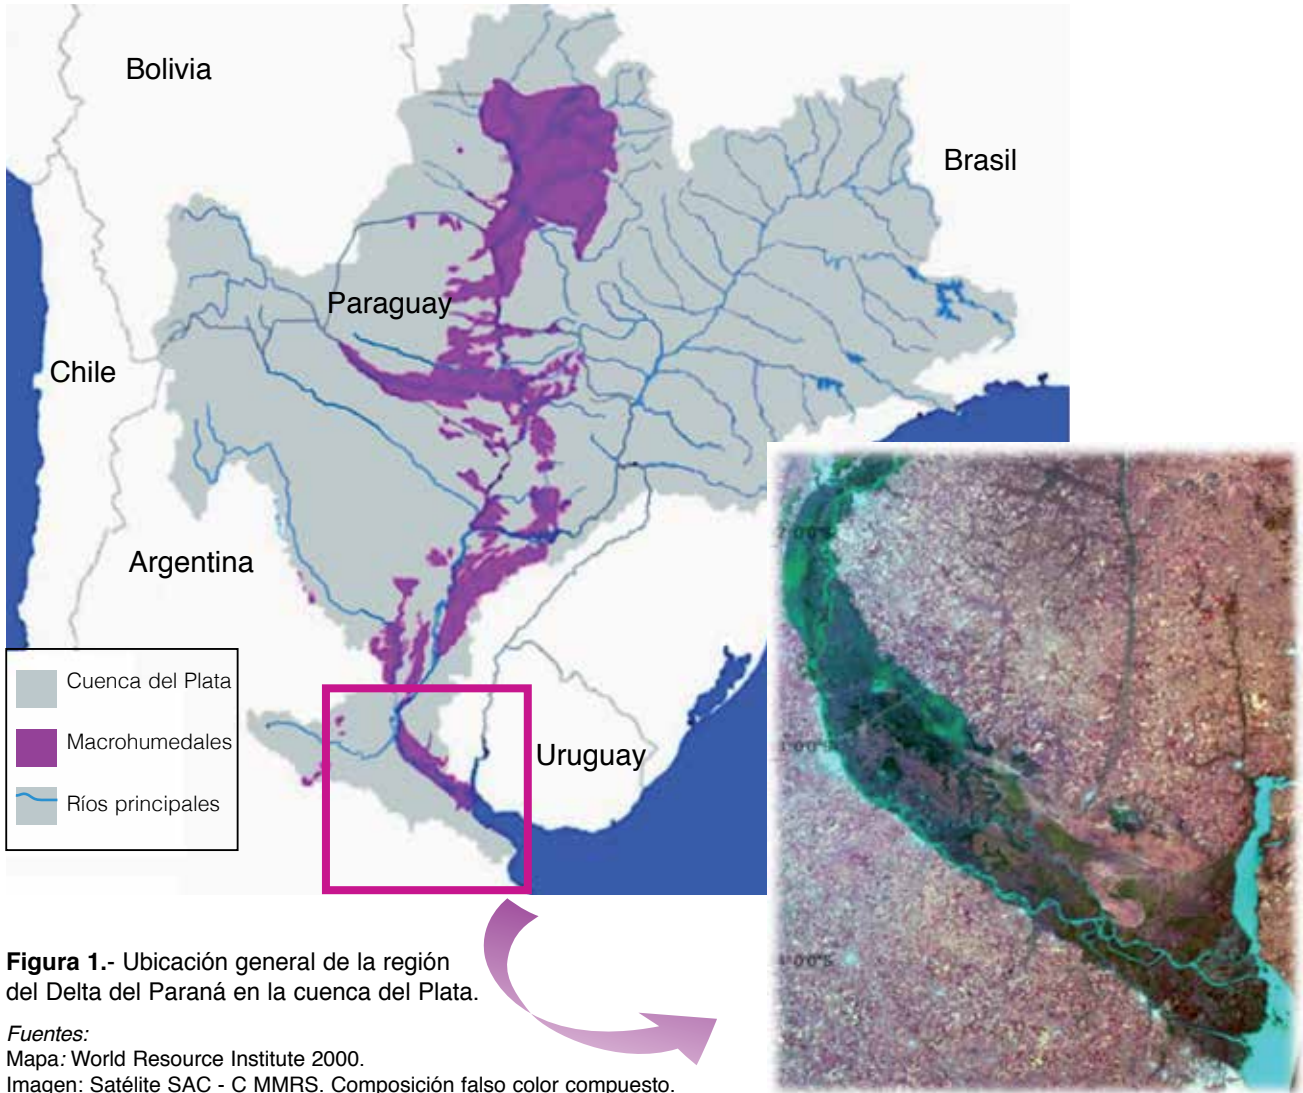 Bolivia
Brasil
Paraguay
Chile
Argentina
Uruguay
Cuenca del Plata
Macrohumedales
Ríos principales
Figura 1.- Ubicación general de la región
del Delta del Paraná en la cuenca del Plata.
Fuentes:
Mapa: World Resource Institute 2000.
Imagen: Satélite SAC - C MMRS. Composición falso color compuesto.